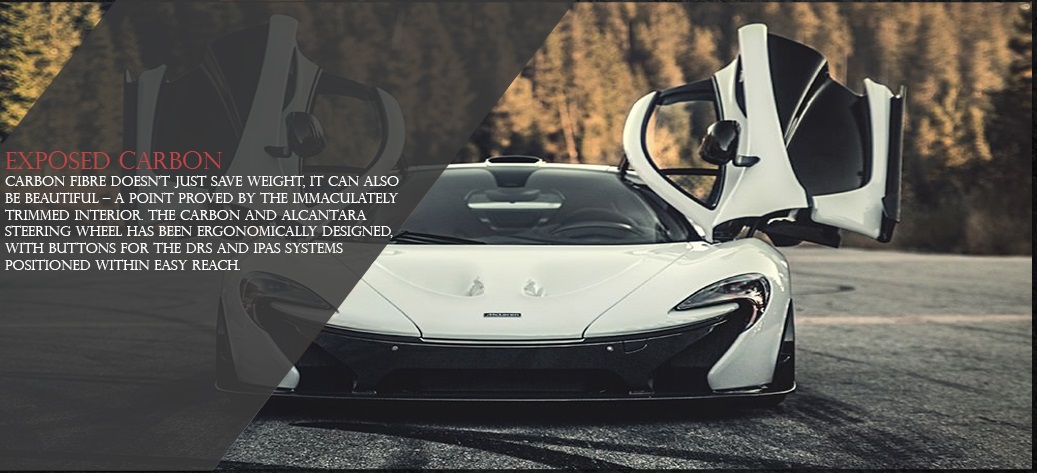 EXPOSED CARBON
CARBON FIBRE DOESN'T JUST SAVE WEIGHT, IT CAN ALSO
BE BEAUTIFUL – A POINT PROVED BY THE IMMACULATELY
TRIMMED INTERIOR. THE CARBON AND ALCANTARA
STEERING WHEEL HAS BEEN ERGONOMICALLY DESIGNED,
WITH BUTTONS FOR THE DRS AND IPAS SYSTEMS
POSITIONED WITHIN EASY REACH.
McLaren